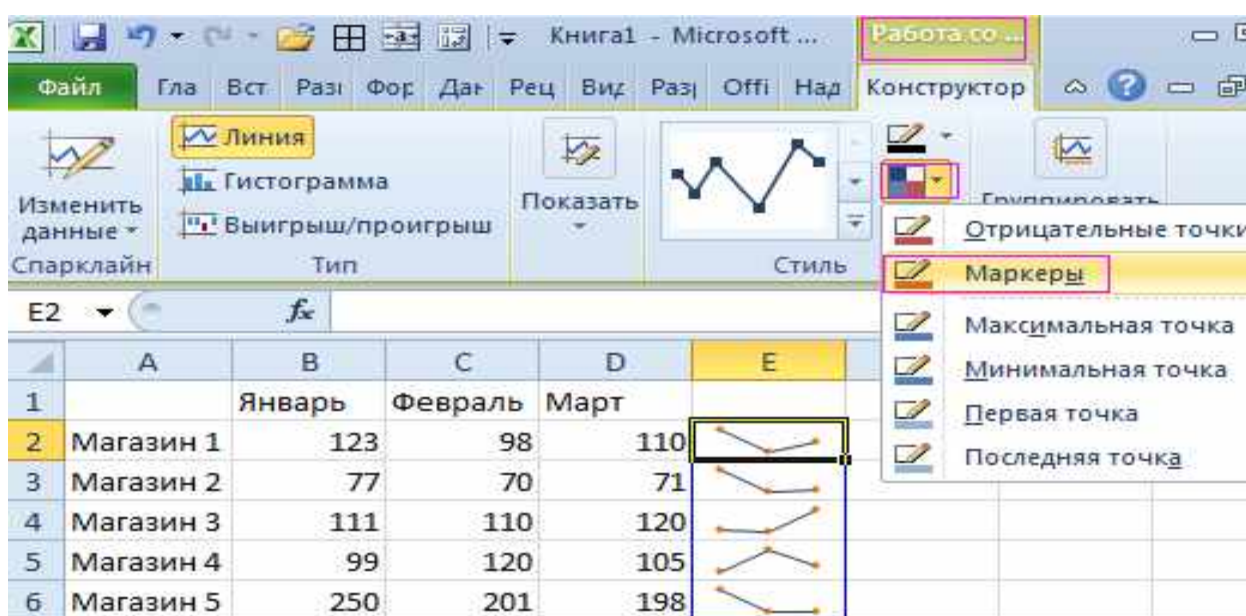 Книга1 - Microsoft ... Работа со ...
Файл Гла Вст Разı Фор Дан Рец Вид Разј Offi Над Конструктор
Линия
Гистограмма
Выигрыш/проигрыш
Изменить данные
Показать
Группировать
Спарклайн Тип Стиль
Отрицательные точки
Маркеры
Максимальная точка
Минимальная точка
Первая точка
Последняя точка
E2 fx
A B C D E
1 Январь Февраль Март
2 Магазин 1 123 98 110
3 Магазин 2 77 70 71
4 Магазин 3 111 110 120
5 Магазин 4 99 120 105
6 Магазин 5 250 201 198